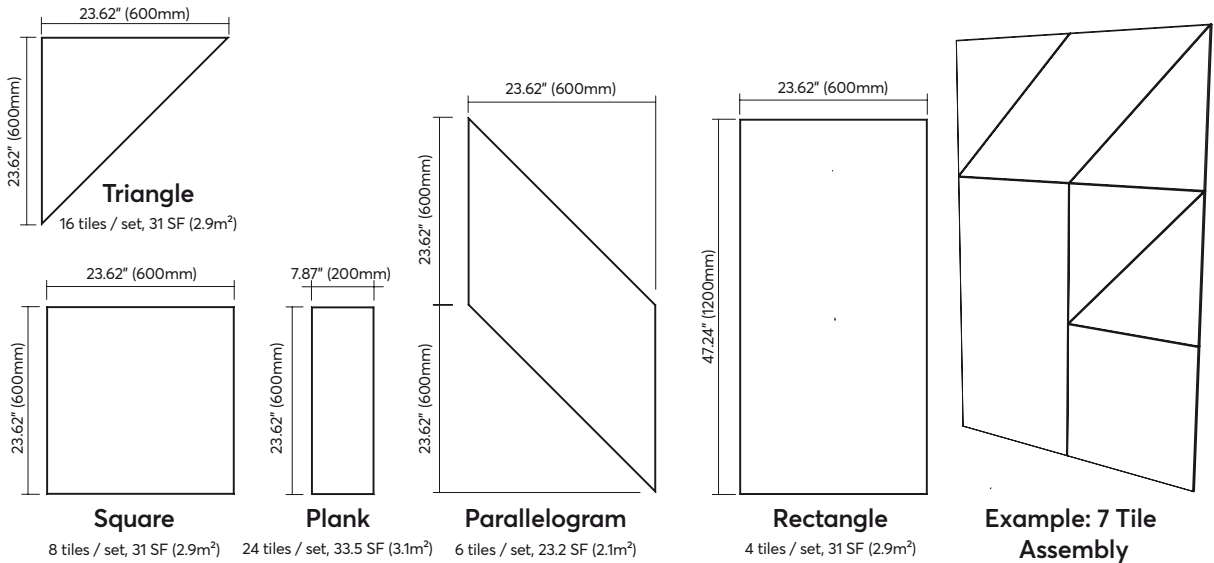 23.62" (600mm)
23.62" (600mm)
Triangle
16 tiles / set, 31 SF (2.9m²)
23.62" (600mm)
23.62" (600mm)
Square
8 tiles / set, 31 SF (2.9m²)
7.87" (200mm)
23.62" (600mm)
Plank
24 tiles / set, 33.5 SF (3.1m²)
23.62" (600mm)
23.62" (600mm)
23.62" (600mm)
Parallelogram
6 tiles / set, 23.2 SF (2.1m²)
23.62" (600mm)
47.24" (1200mm)
Rectangle
4 tiles / set, 31 SF (2.9m²)
Example: 7 Tile
Assembly